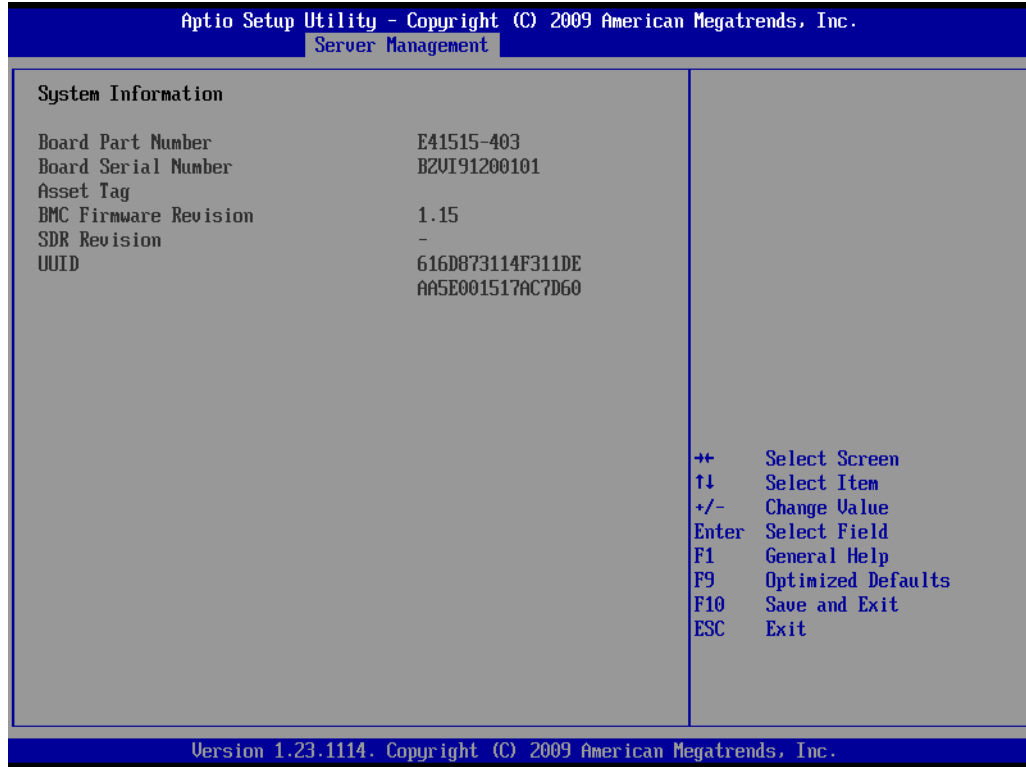 Aptio Setup Utility - Copyright (C) 2009 American Megatrends, Inc.
Server Management
System Information
Board Part Number E41515-403
Board Serial Number BZVI91200101
Asset Tag
BMC Firmware Revision 1.15
SDR Revision -
UUID 616D873114F311DE
AA5E001517AC7D60
→← Select Screen
↑↓ Select Item
+/- Change Value
Enter Select Field
F1 General Help
F9 Optimized Defaults
F10 Save and Exit
ESC Exit
Version 1.23.1114. Copyright (C) 2009 American Megatrends, Inc.